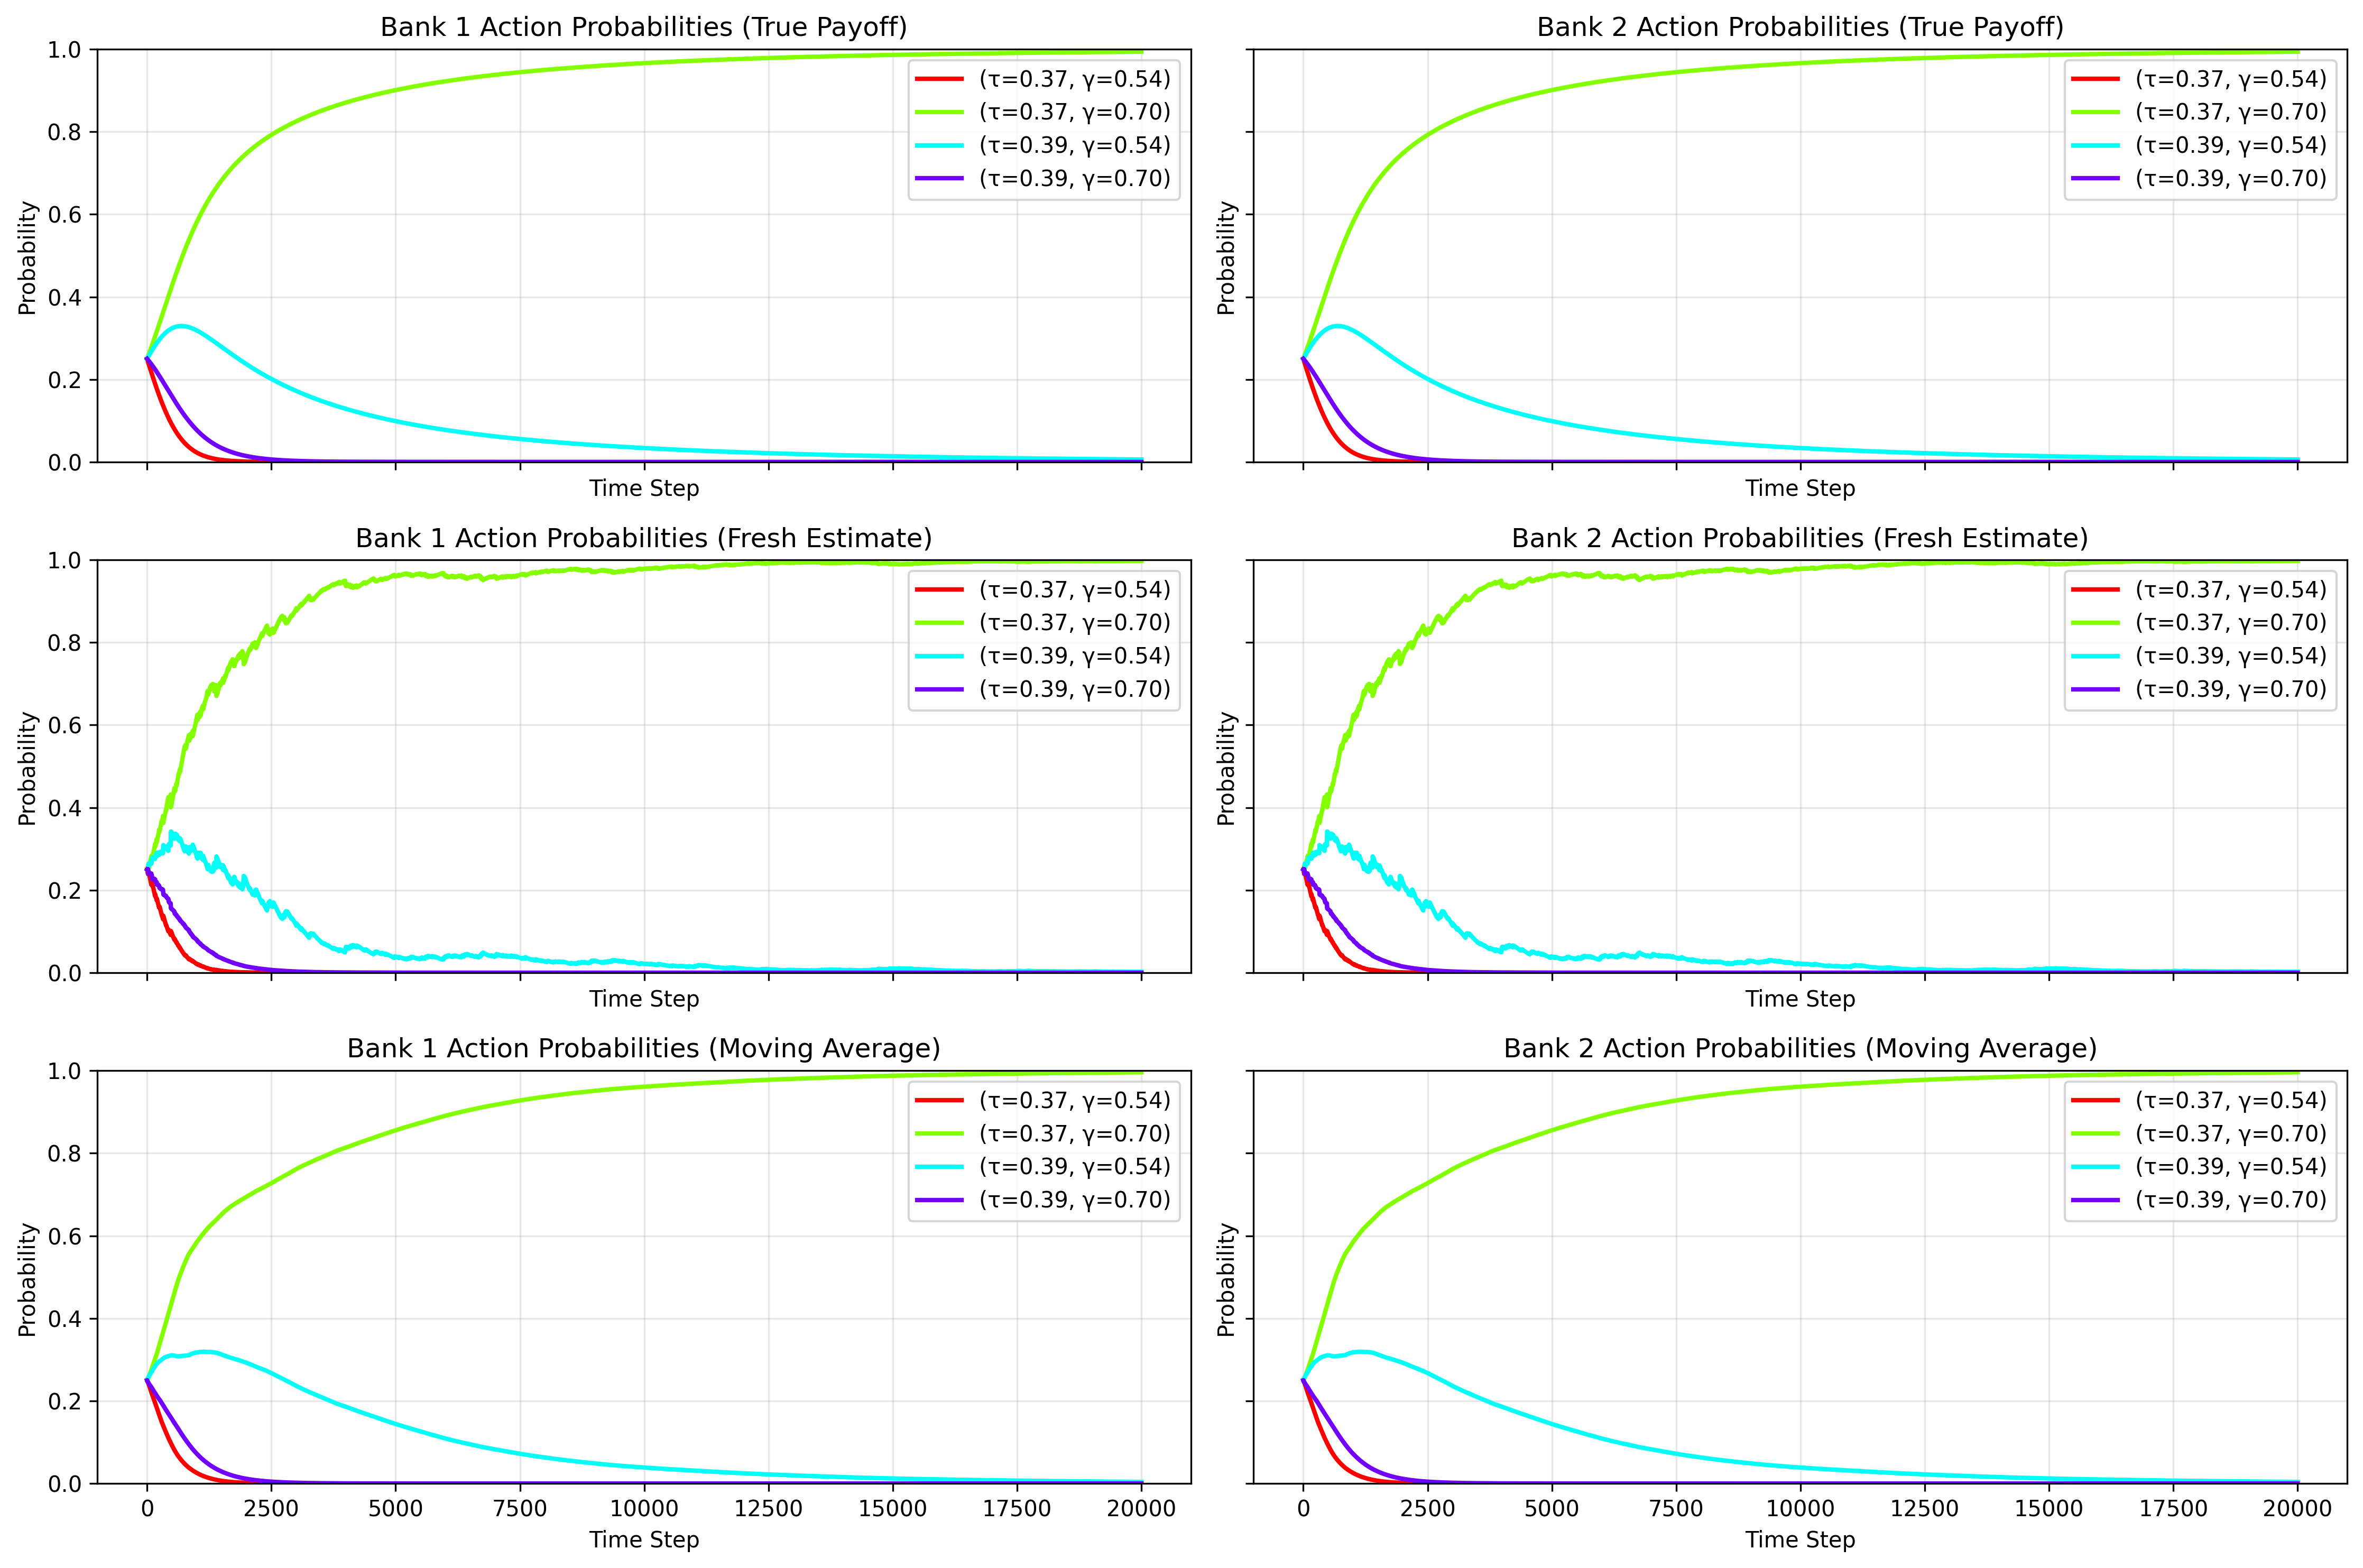 Bank 1 Action Probabilities (True Payoff)
1.0
0.8
0.6
0.4
0.2
0.0
Probability
(τ=0.37, γ=0.54)
(τ=0.37, γ=0.70)
(τ=0.39, γ=0.54)
(τ=0.39, γ=0.70)
Time Step
Bank 2 Action Probabilities (True Payoff)
Probability
(τ=0.37, γ=0.54)
(τ=0.37, γ=0.70)
(τ=0.39, γ=0.54)
(τ=0.39, γ=0.70)
Time Step
Bank 1 Action Probabilities (Fresh Estimate)
1.0
0.8
0.6
0.4
0.2
0.0
Probability
(τ=0.37, γ=0.54)
(τ=0.37, γ=0.70)
(τ=0.39, γ=0.54)
(τ=0.39, γ=0.70)
Time Step
Bank 2 Action Probabilities (Fresh Estimate)
Probability
(τ=0.37, γ=0.54)
(τ=0.37, γ=0.70)
(τ=0.39, γ=0.54)
(τ=0.39, γ=0.70)
Time Step
Bank 1 Action Probabilities (Moving Average)
1.0
0.8
0.6
0.4
0.2
0.0
Probability
(τ=0.37, γ=0.54)
(τ=0.37, γ=0.70)
(τ=0.39, γ=0.54)
(τ=0.39, γ=0.70)
0 2500 5000 7500 10000 12500 15000 17500 20000
Time Step
Bank 2 Action Probabilities (Moving Average)
Probability
(τ=0.37, γ=0.54)
(τ=0.37, γ=0.70)
(τ=0.39, γ=0.54)
(τ=0.39, γ=0.70)
0 2500 5000 7500 10000 12500 15000 17500 20000
Time Step